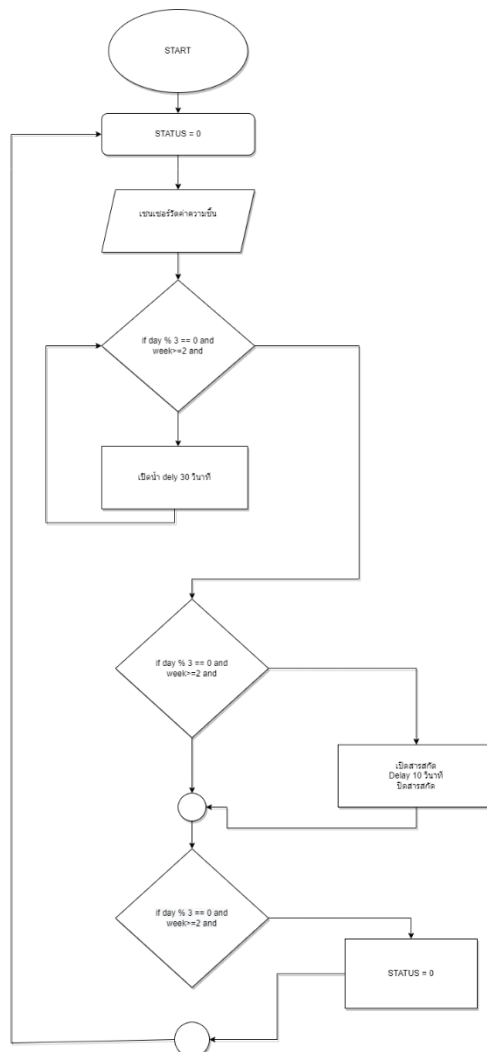 START
STATUS = 0
เซนเซอร์วัดค่าความชื้น
if day % 3 == 0 and
week>=2 and
เปิดน้ำ dely 30 วินาที
if day % 3 == 0 and
week>=2 and
เปิดสารสกัด
Delay 10 วินาที
ปิดสารสกัด
if day % 3 == 0 and
week>=2 and
STATUS = 0